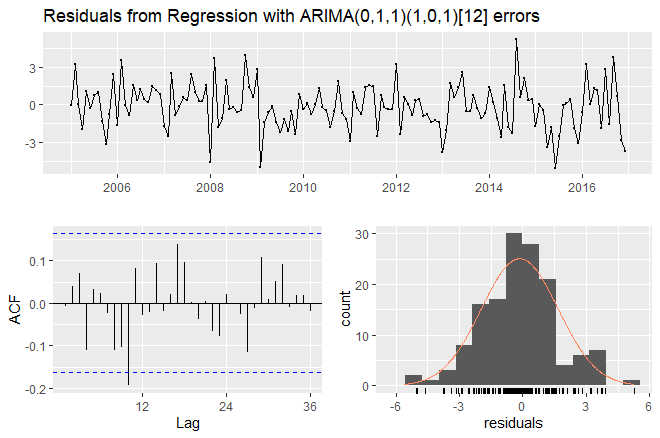 Residuals from Regression with ARIMA(0,1,1)(1,0,1)[12] errors
3
0
-3
2006 2008 2010 2012 2014 2016
0.1
0.0
-0.1
-0.2
ACF
12 24 36
Lag
30
20
10
0
count
-6 -3 0 3 6
residuals